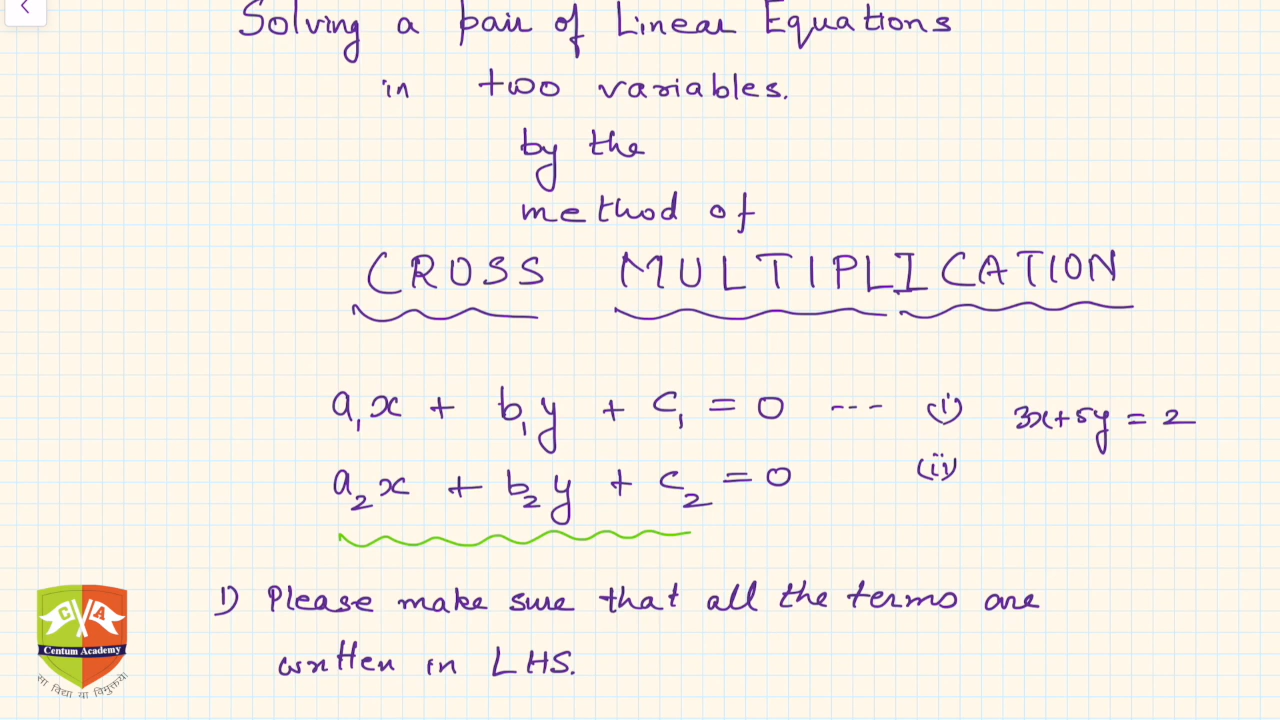 Solving a pair of Linear Equations
in two variables.
by the
method of
CROSS MULTIPLICATION
a₁x + b₁y + c₁ = 0 --- (i) 3x+5y = 2
a₂x + b₂y + c₂ = 0 (ii)
1) Please make sure that all the terms are
written in LHS.
CA
Centum Academy
सा विद्या या विमुक्तये